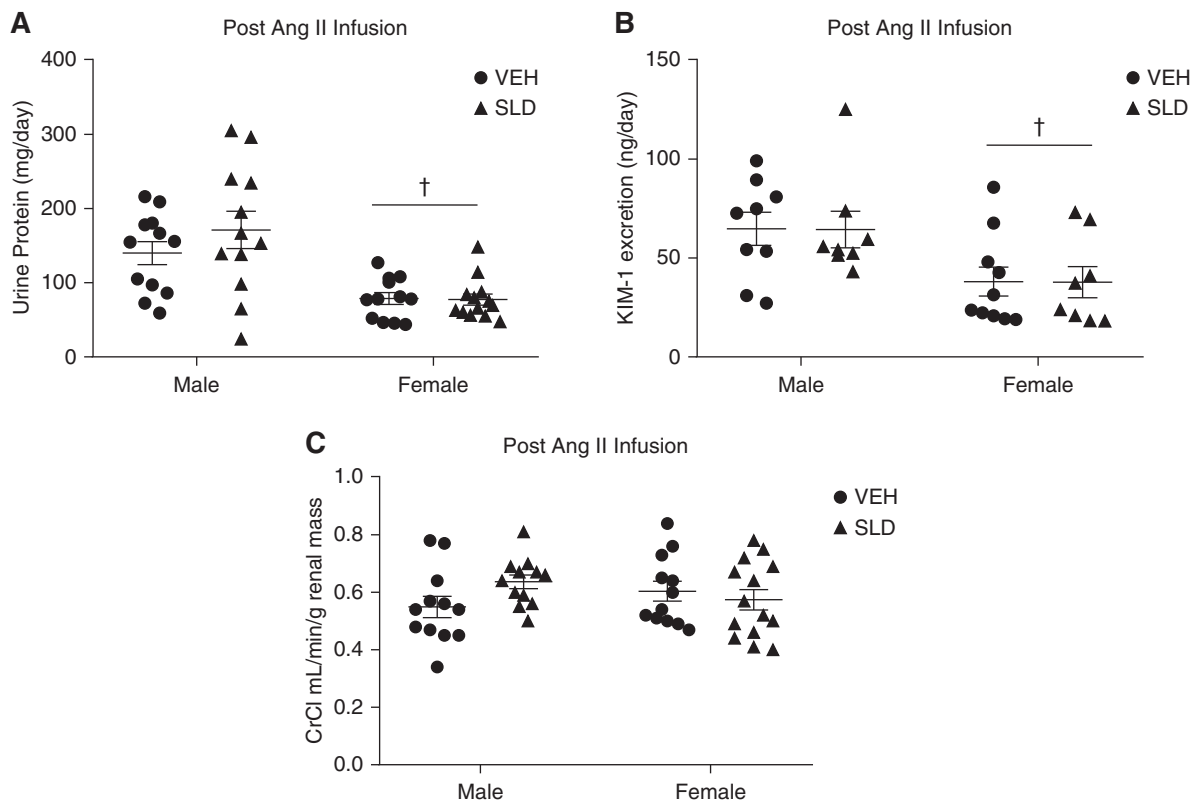 A
Post Ang II Infusion
Urine Protein (mg/day)
400
300
200
100
0
VEH
SLD
†
Male
Female
B
Post Ang II Infusion
KIM-1 excretion (ng/day)
150
100
50
0
VEH
SLD
†
Male
Female
C
Post Ang II Infusion
CrCl mL/min/g renal mass
1.0
0.8
0.6
0.4
0.2
0.0
VEH
SLD
Male
Female